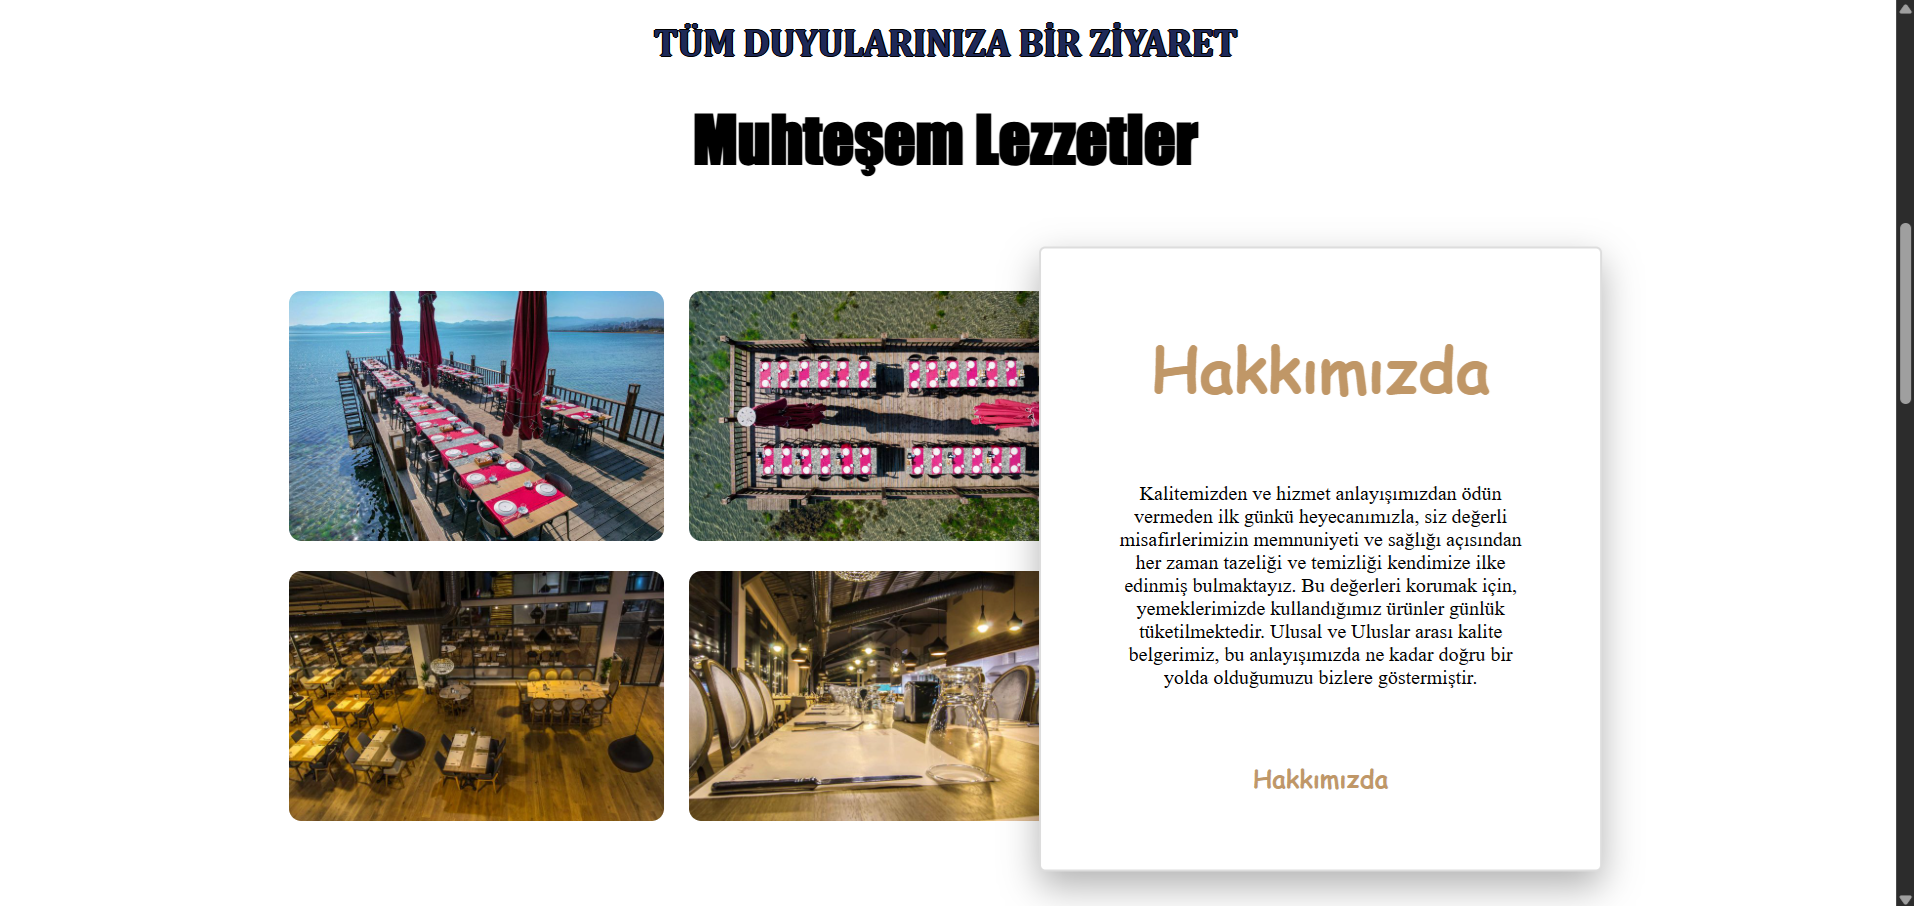 TÜM DUYULARINIZA BİR ZİYARET
Muhteşem Lezzetler
Hakkımızda
Kalitemizden ve hizmet anlayışımızdan ödün
vermeden ilk günkü heyecanımızla, siz değerli
misafirlerimizin memnuniyeti ve sağlığı açısından
her zaman tazeliği ve temizliği kendimize ilke
edinmiş bulmaktayız. Bu değerleri korumak için,
yemeklerimizde kullandığımız ürünler günlük
tüketilmektedir. Ulusal ve Uluslar arası kalite
belgerimiz, bu anlayışımızda ne kadar doğru bir
yolda olduğumuzu bizlere göstermiştir.
Hakkımızda